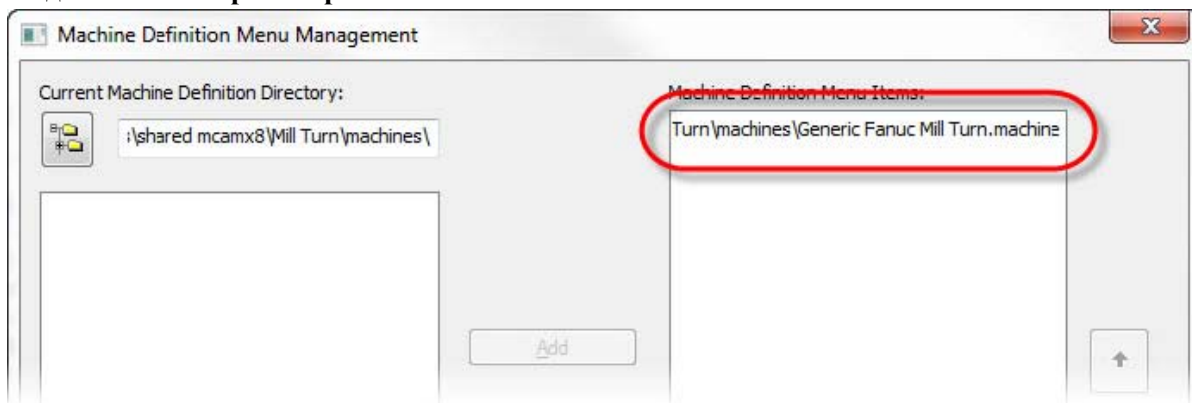 Machine Definition Menu Management
Current Machine Definition Directory:
Machine Definition Menu Items:
:\shared mcamx8\Mill Turn\machines\
Turn\machines\Generic Fanuc Mill Turn.machine
Add